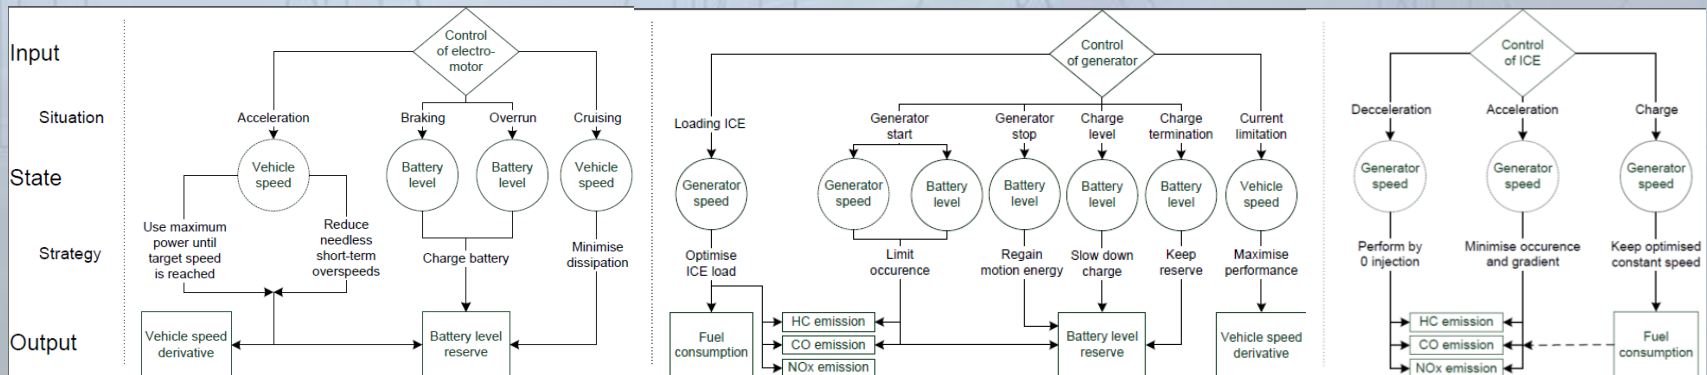 Input
Situation
State
Strategy
Output
Control
of electro-
motor
Acceleration
Braking
Overrun
Cruising
Vehicle
speed
Battery
level
Battery
level
Vehicle
speed
Use maximum
power until
target speed
is reached
Reduce
needless
short-term
overspeeds
Charge battery
Minimise
dissipation
Vehicle speed
derivative
Battery level
reserve
Control
of generator
Loading ICE
Generator
start
Generator
stop
Charge
level
Charge
termination
Current
limitation
Generator
speed
Generator
speed
Battery
level
Battery
level
Battery
level
Battery
level
Vehicle
speed
Optimise
ICE load
Limit
occurence
Regain
motion energy
Slow down
charge
Keep
reserve
Maximise
performance
Fuel
consumption
HC emission
CO emission
NOx emission
Battery level
reserve
Vehicle speed
derivative
Control
of ICE
Decceleration
Acceleration
Charge
Generator
speed
Generator
speed
Generator
speed
Perform by
0 injection
Minimise occurence
and gradient
Keep optimised
constant speed
HC emission
CO emission
NOx emission
Fuel
consumption